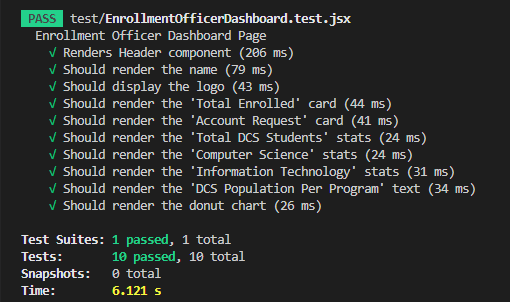 PASS test/EnrollmentOfficerDashboard.test.jsx
Enrollment Officer Dashboard Page
√ Renders Header component (206 ms)
√ Should render the name (79 ms)
√ Should display the logo (43 ms)
√ Should render the 'Total Enrolled' card (44 ms)
√ Should render the 'Account Request' card (41 ms)
√ Should render the 'Total DCS Students' stats (24 ms)
√ Should render the 'Computer Science' stats (24 ms)
√ Should render the 'Information Technology' stats (31 ms)
√ Should render the 'DCS Population Per Program' text (34 ms)
√ Should render the donut chart (26 ms)
Test Suites: 1 passed, 1 total
Tests: 10 passed, 10 total
Snapshots: 0 total
Time: 6.121 s